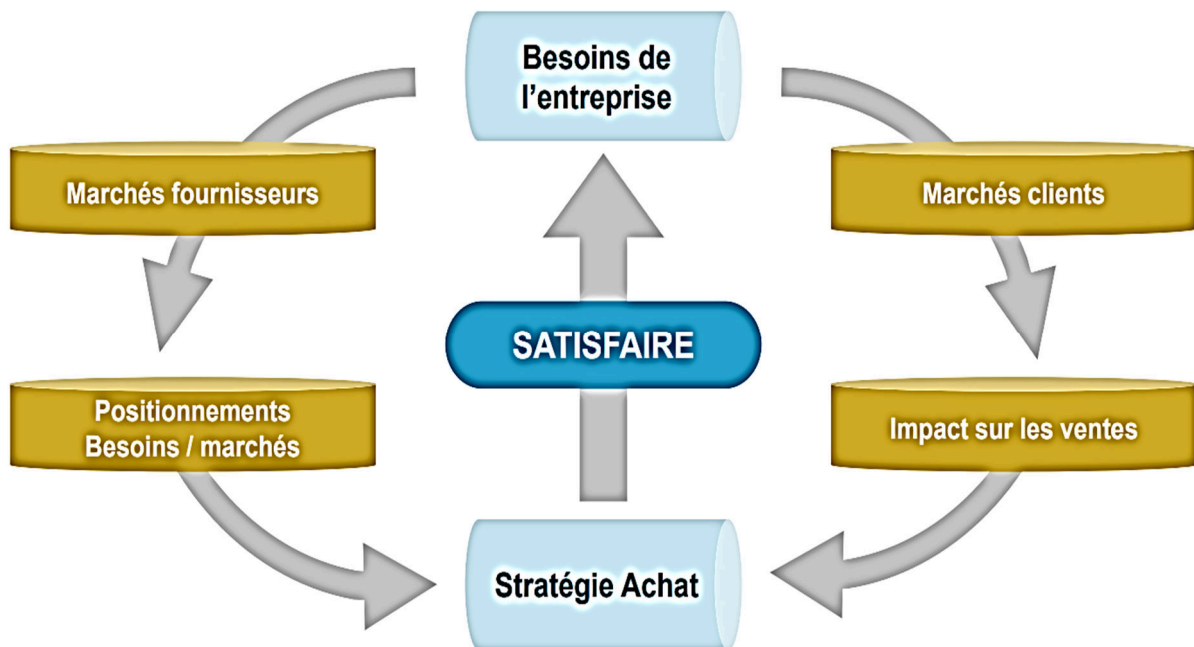 Besoins de
l'entreprise
Marchés fournisseurs
Marchés clients
SATISFAIRE
Positionnements
Besoins / marchés
Impact sur les ventes
Stratégie Achat